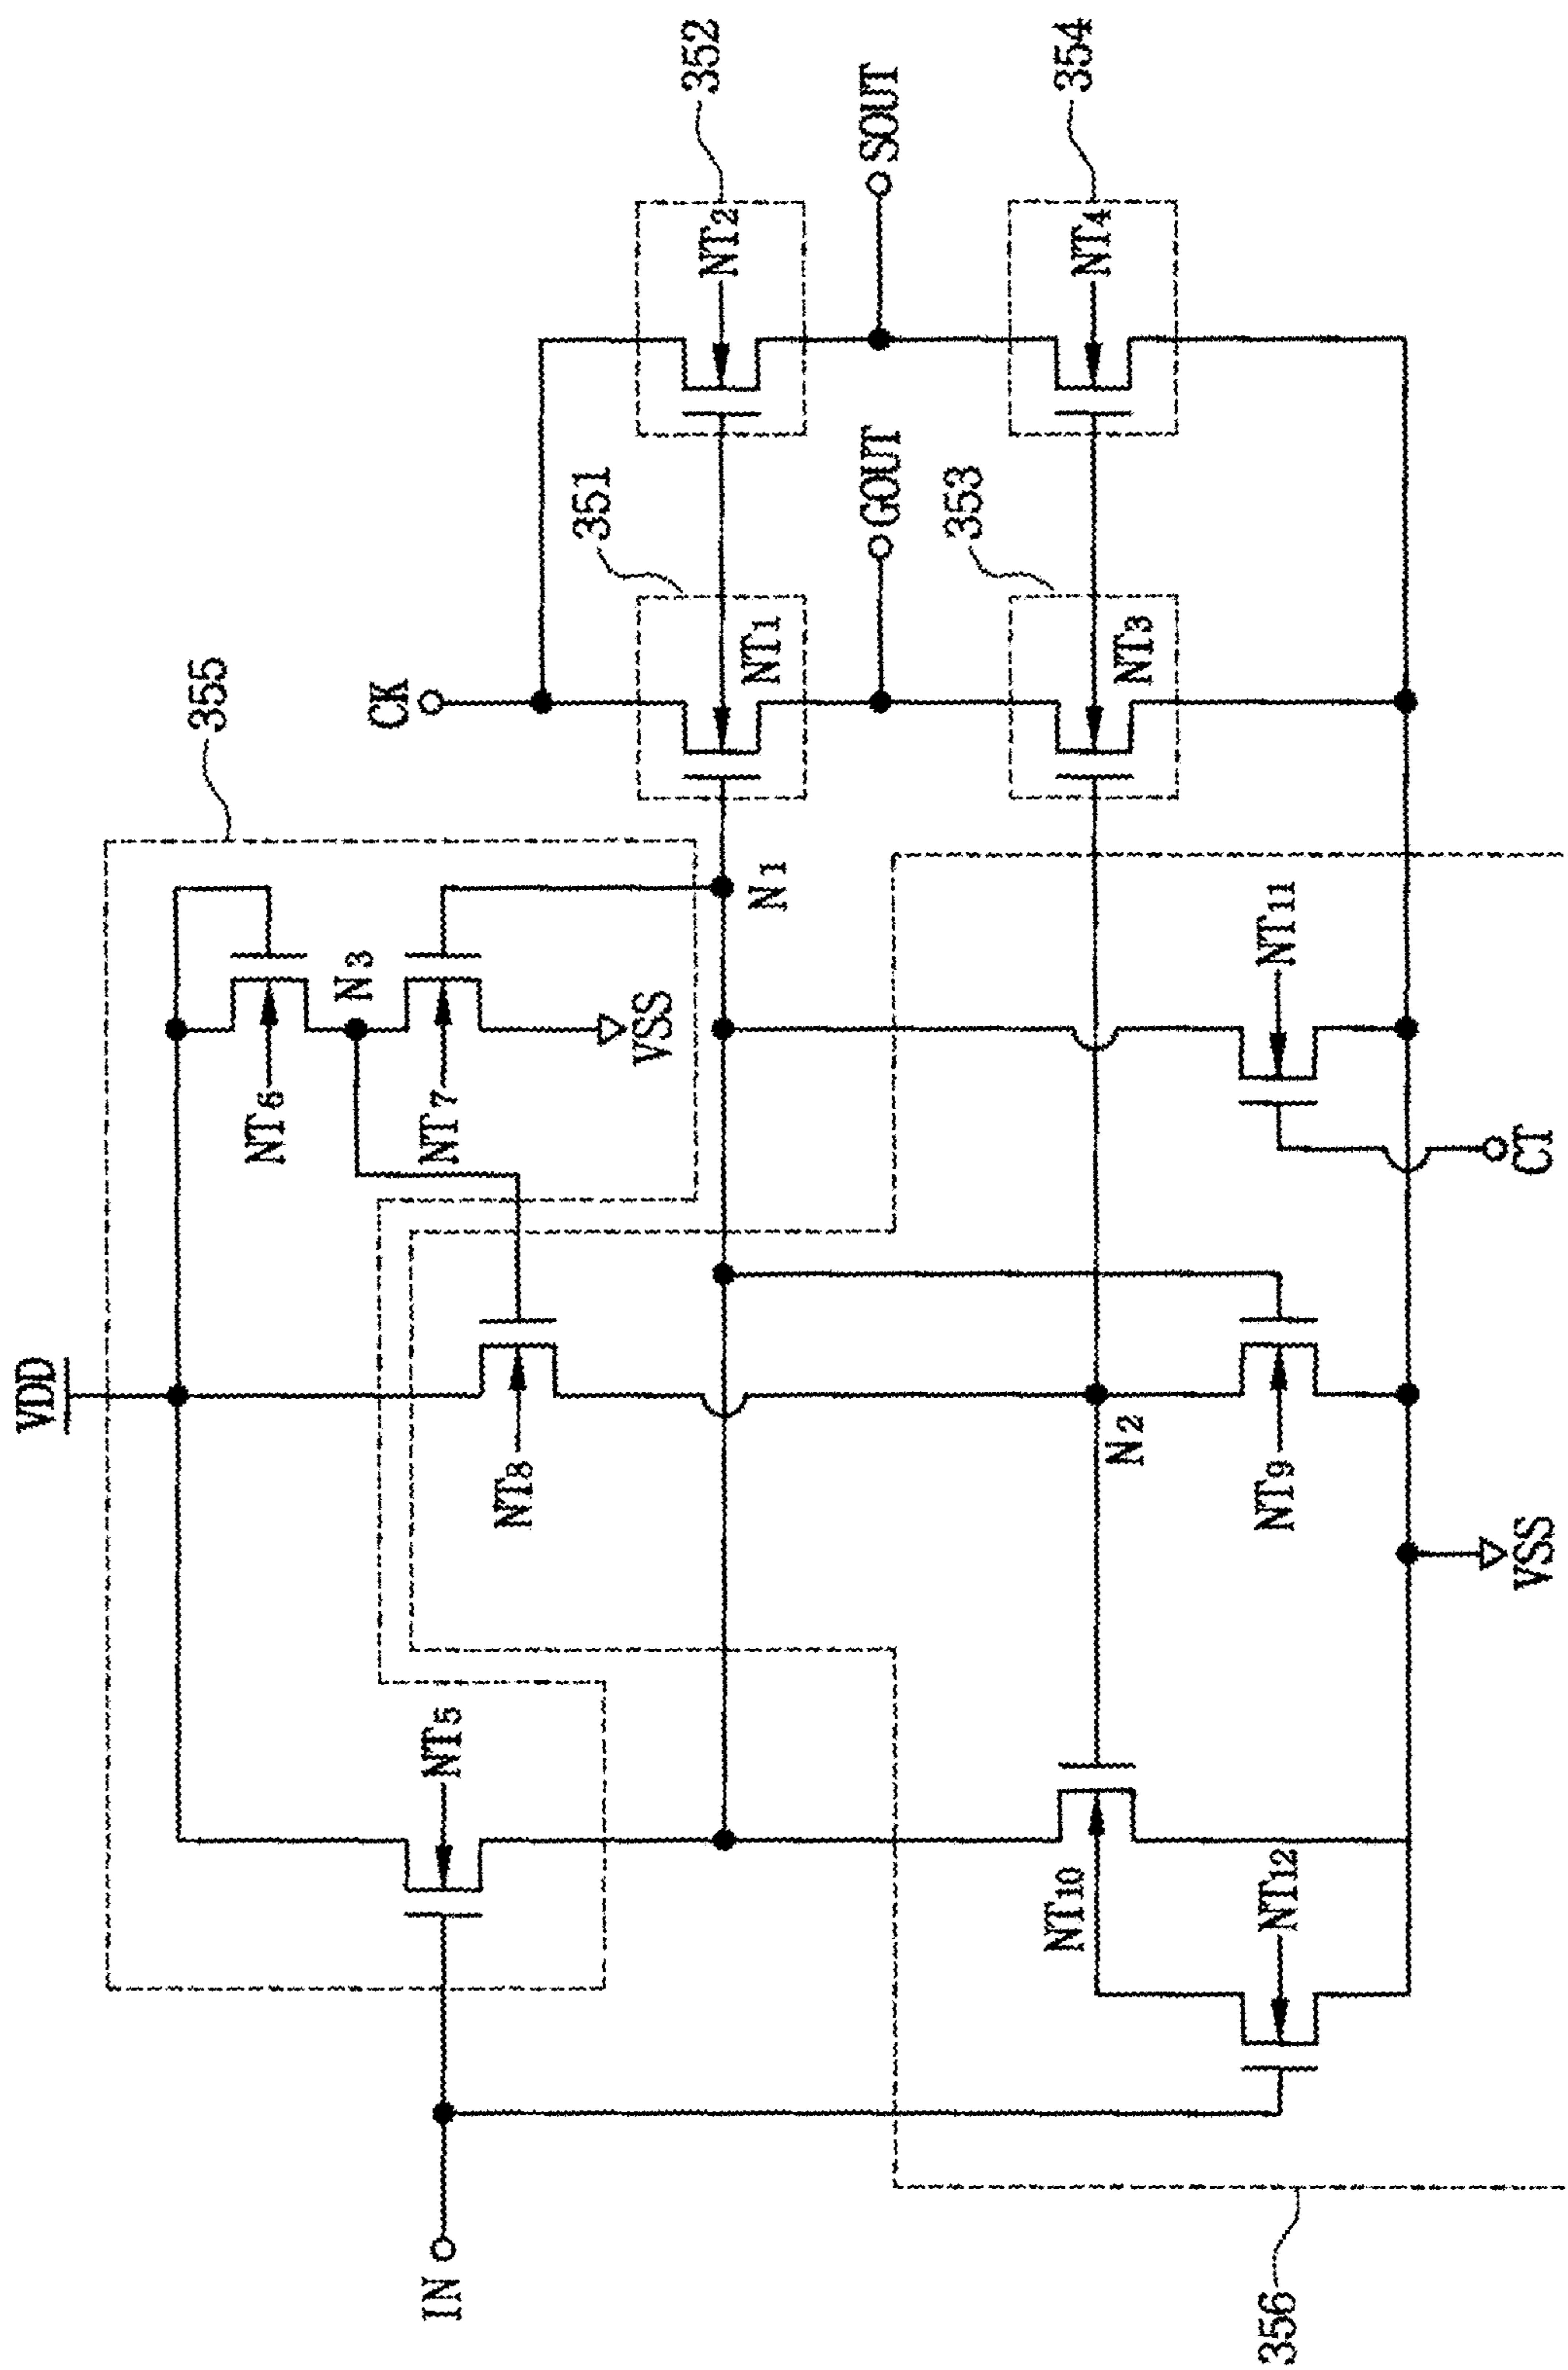 VDD
355
CK
351
352
NT6
N3
NT7
VSS
NT8
NT5
IN
N1
NT1
NT2
GOUT
SOUT
353
354
NT3
NT4
N2
NT10
NT12
NT9
NT11
VSS
CT
356